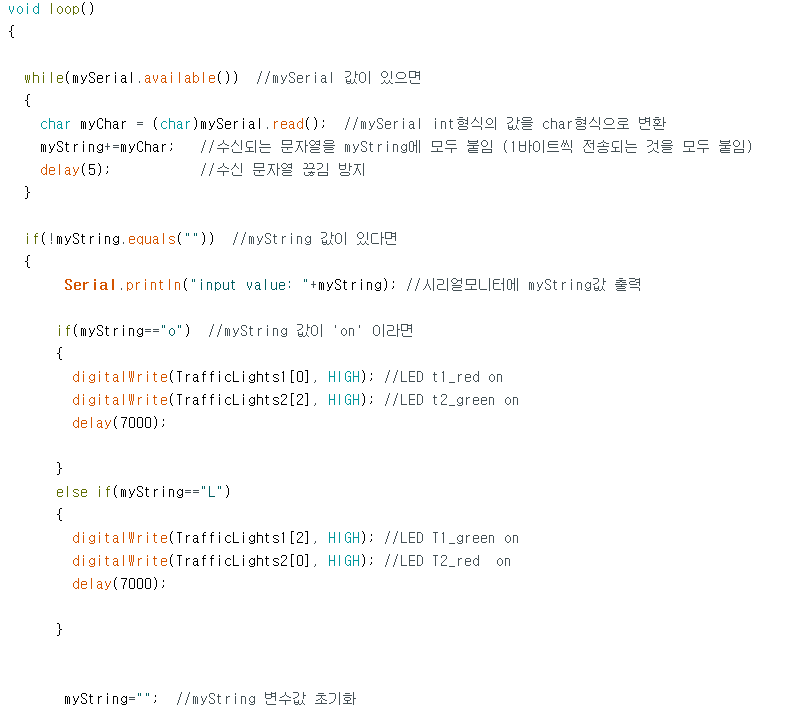 void loop()
{
while(mySerial.available())  //mySerial 값이 있으면
{
char myChar = (char)mySerial.read();  //mySerial int형식의 값을 char형식으로 변환
myString+=myChar;   //수신되는 문자열을 myString에 모두 붙임 (1바이트씩 전송되는 것을 모두 붙임)
delay(5);           //수신 문자열 끊김 방지
}
if(!myString.equals(""))  //myString 값이 있다면
{
Serial.println("input value: "+myString); //시리얼모니터에 myString값 출력
if(myString=="o")  //myString 값이 'on' 이라면
{
digitalWrite(TrafficLights1[0], HIGH); //LED t1_red on
digitalWrite(TrafficLights2[2], HIGH); //LED t2_green on
delay(7000);
}
else if(myString=="L")
{
digitalWrite(TrafficLights1[2], HIGH); //LED T1_green on
digitalWrite(TrafficLights2[0], HIGH); //LED T2_red  on
delay(7000);
}
myString="";  //myString 변수값 초기화